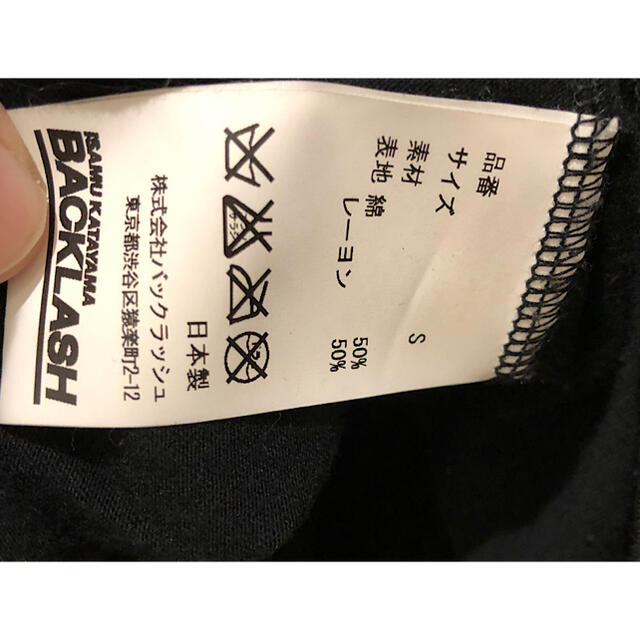 品番
サイズ S
素材
表地 綿 50%
レーヨン 50%
日本製
株式会社バックラッシュ
東京都渋谷区猿楽町2-12
ISAMU KATAYAMA
BACKLASH